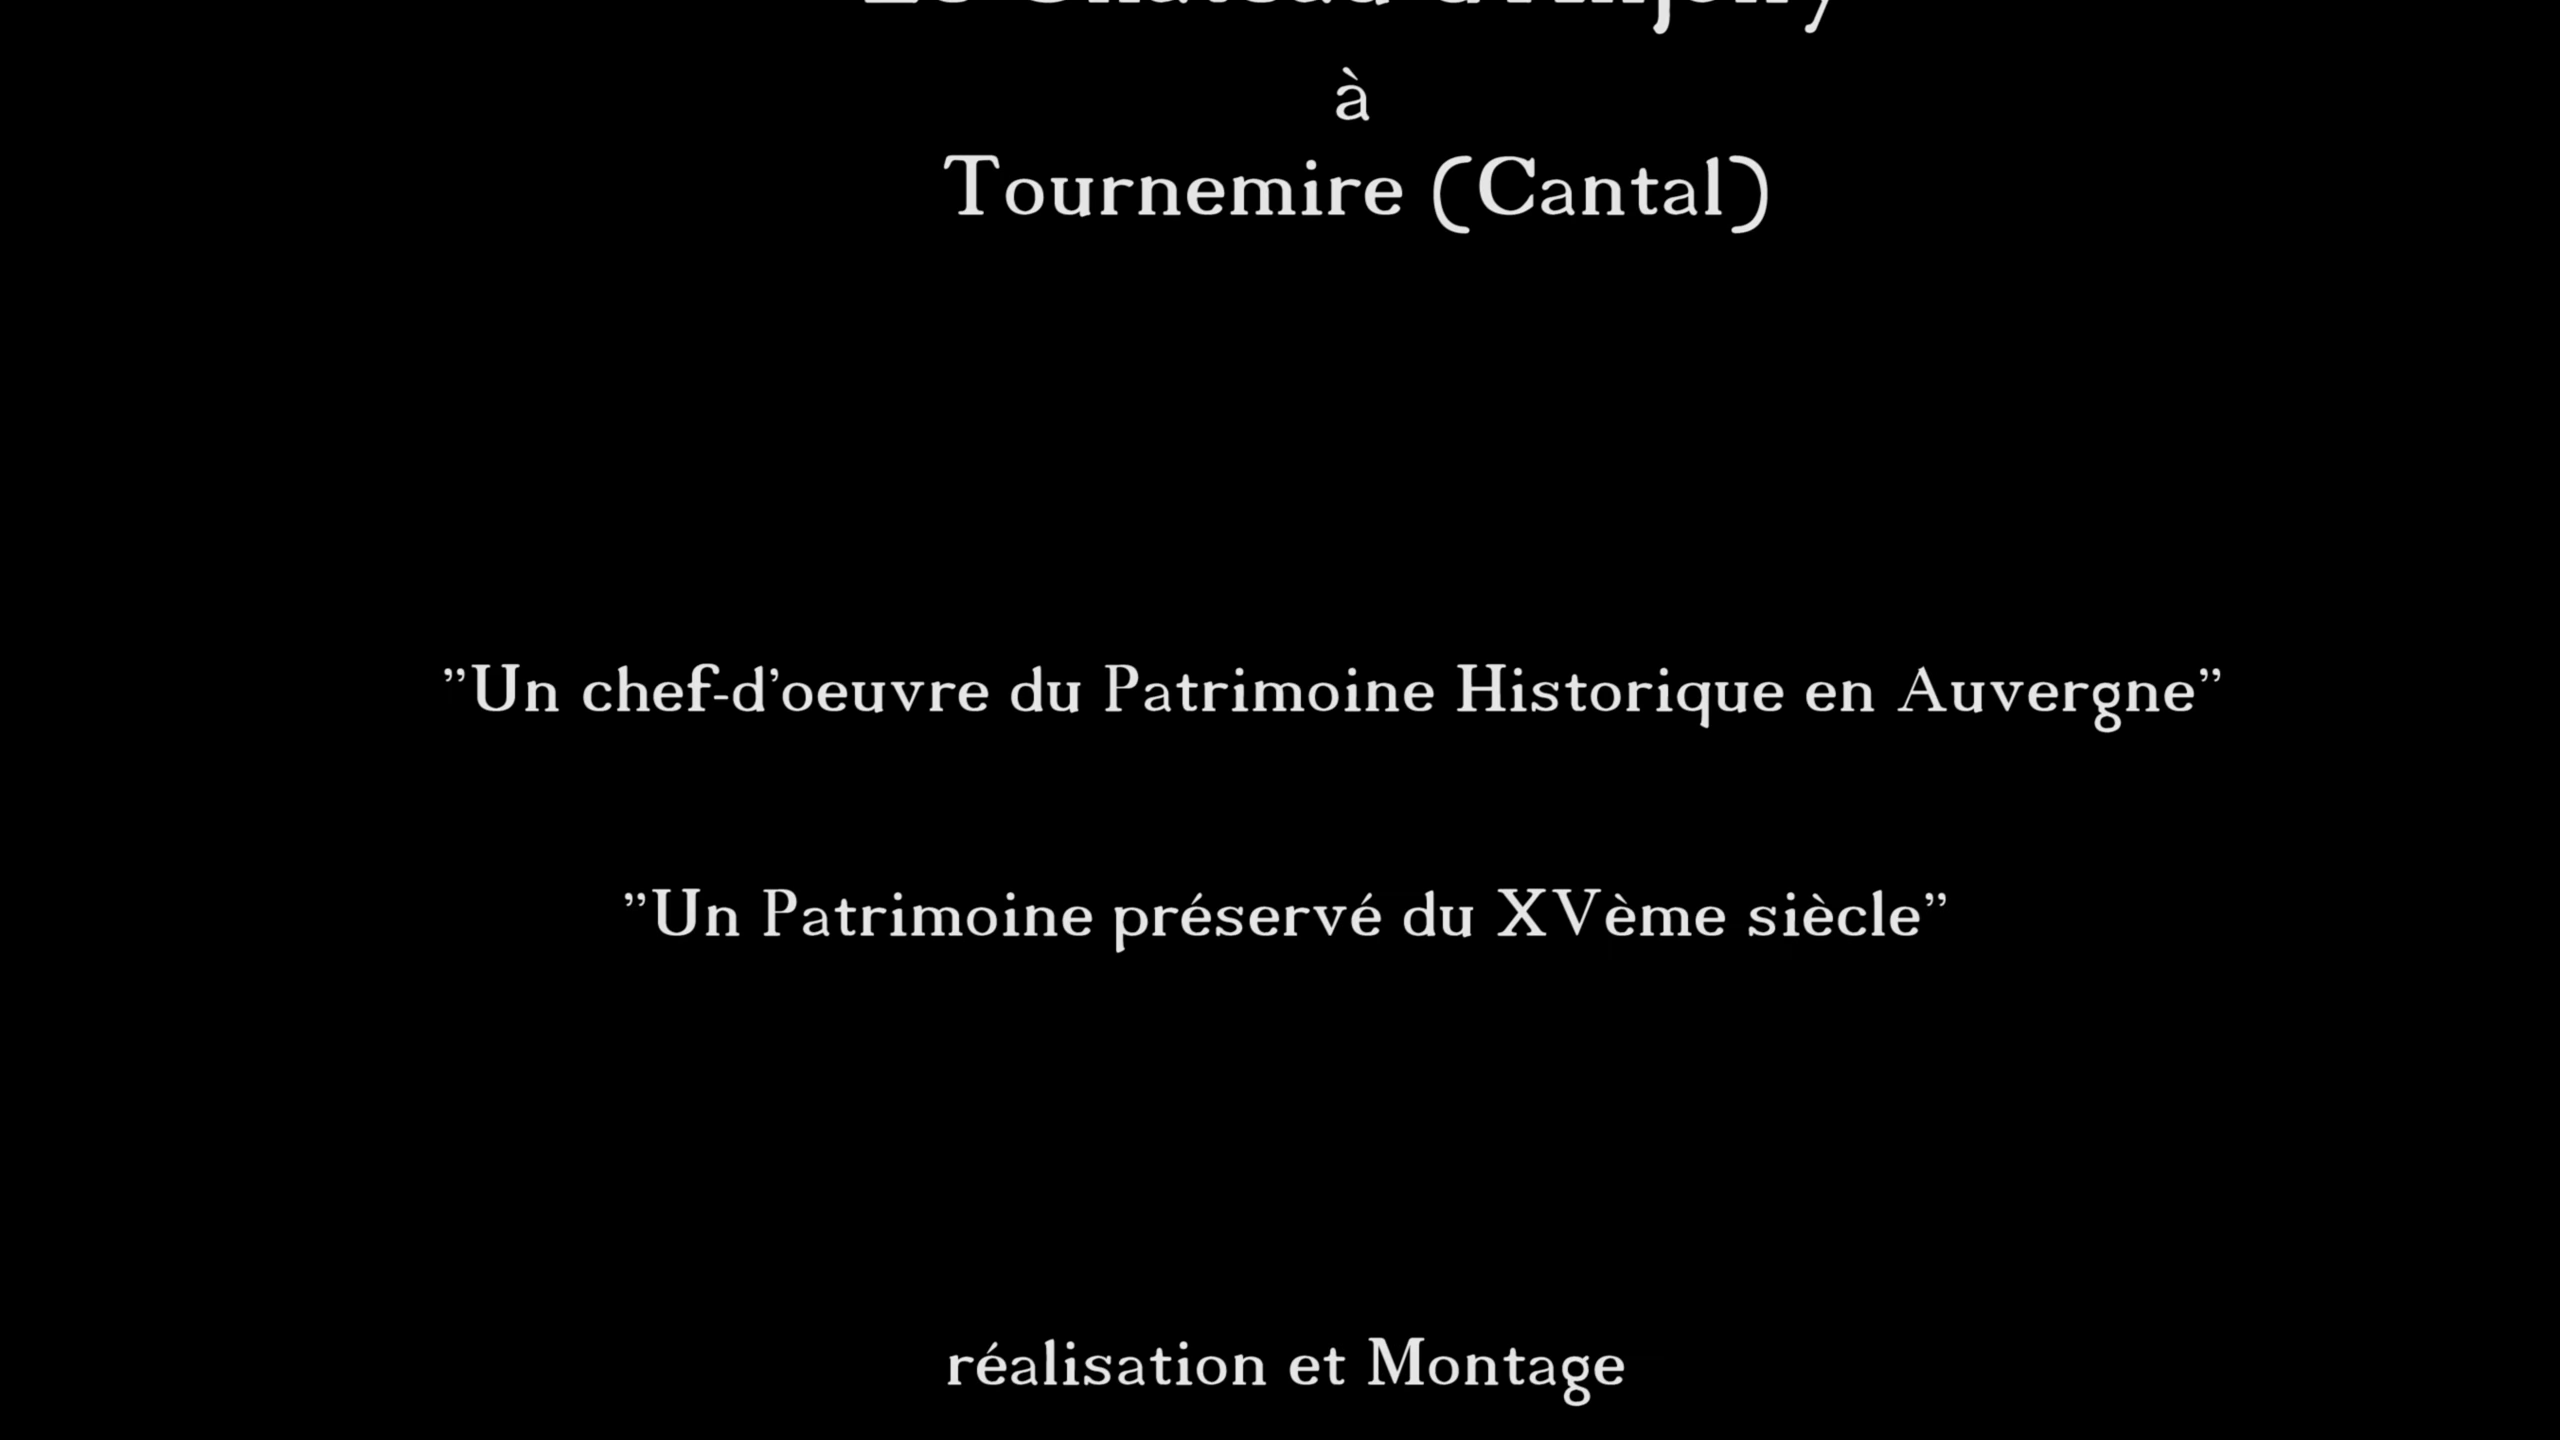 à
Tournemire (Cantal)
"Un chef-d'oeuvre du Patrimoine Historique en Auvergne"
"Un Patrimoine préservé du XVème siècle"
réalisation et Montage